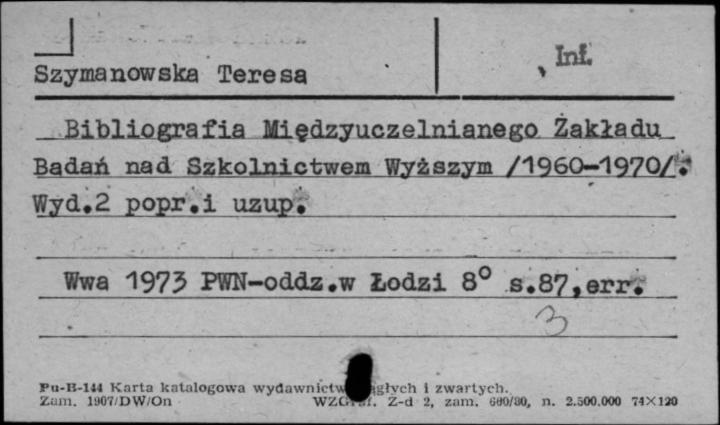 Inf.
Szymanowska Teresa
Bibliografia Międzyuczelnianego Zakładu
Badań nad Szkolnictwem Wyższym /1960-1970/.
Wyd.2 popr.i uzup.
Wwa 1973 PWN-oddz.w Łodzi 8° s.87,err.
3
Pu-B-144 Karta katalogowa i zwartych.
Zam. 1907/DW/On Z-d 2, zam. 600/80, n. 2.500.000 74×120